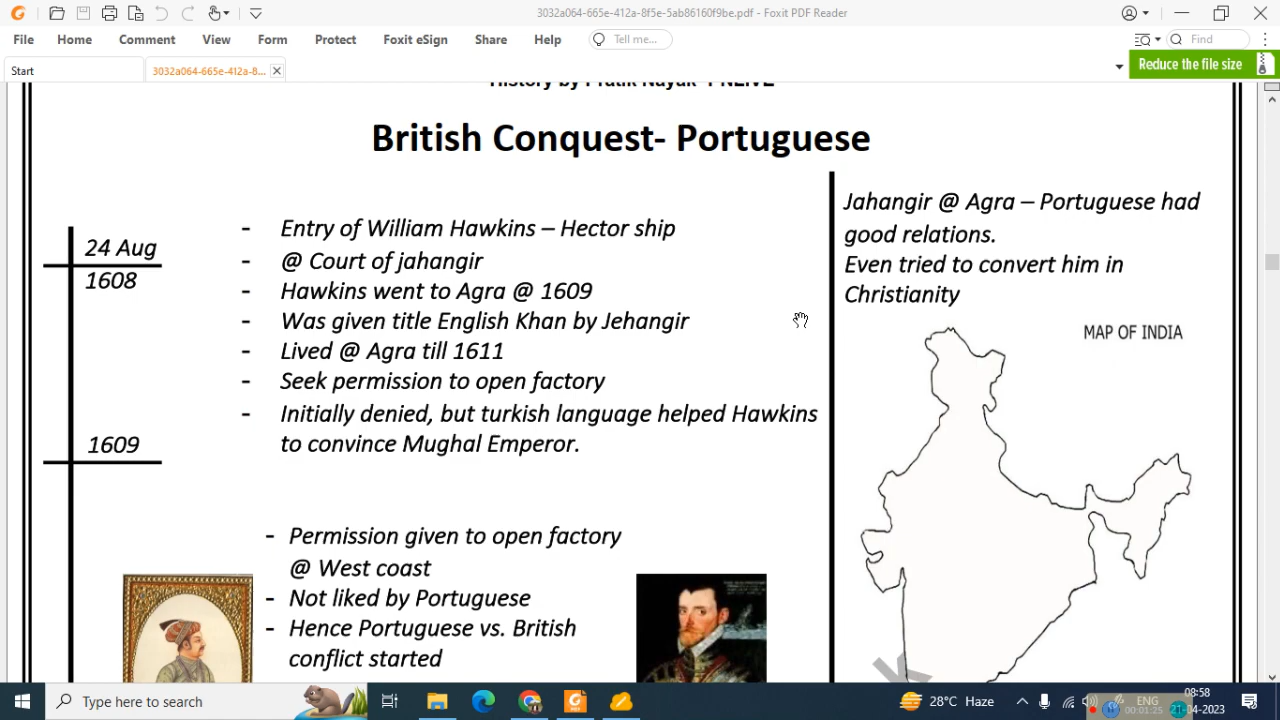 3032a064-665e-412a-8f5e-5ab86160f9be.pdf - Foxit PDF Reader
File Home Comment View Form Protect Foxit eSign Share Help Tell me... Find
Start
3032a064-665e-412a-8...
Reduce the file size
British Conquest- Portuguese
24 Aug
1608
- Entry of William Hawkins – Hector ship
- @ Court of jahangir
- Hawkins went to Agra @ 1609
- Was given title English Khan by Jehangir
- Lived @ Agra till 1611
- Seek permission to open factory
- Initially denied, but turkish language helped Hawkins
to convince Mughal Emperor.
1609
- Permission given to open factory
@ West coast
- Not liked by Portuguese
- Hence Portuguese vs. British
conflict started
Jahangir @ Agra – Portuguese had
good relations.
Even tried to convert him in
Christianity
MAP OF INDIA
Type here to search
28°C Haze
ENG
08:58
21-04-2023
00:01:25